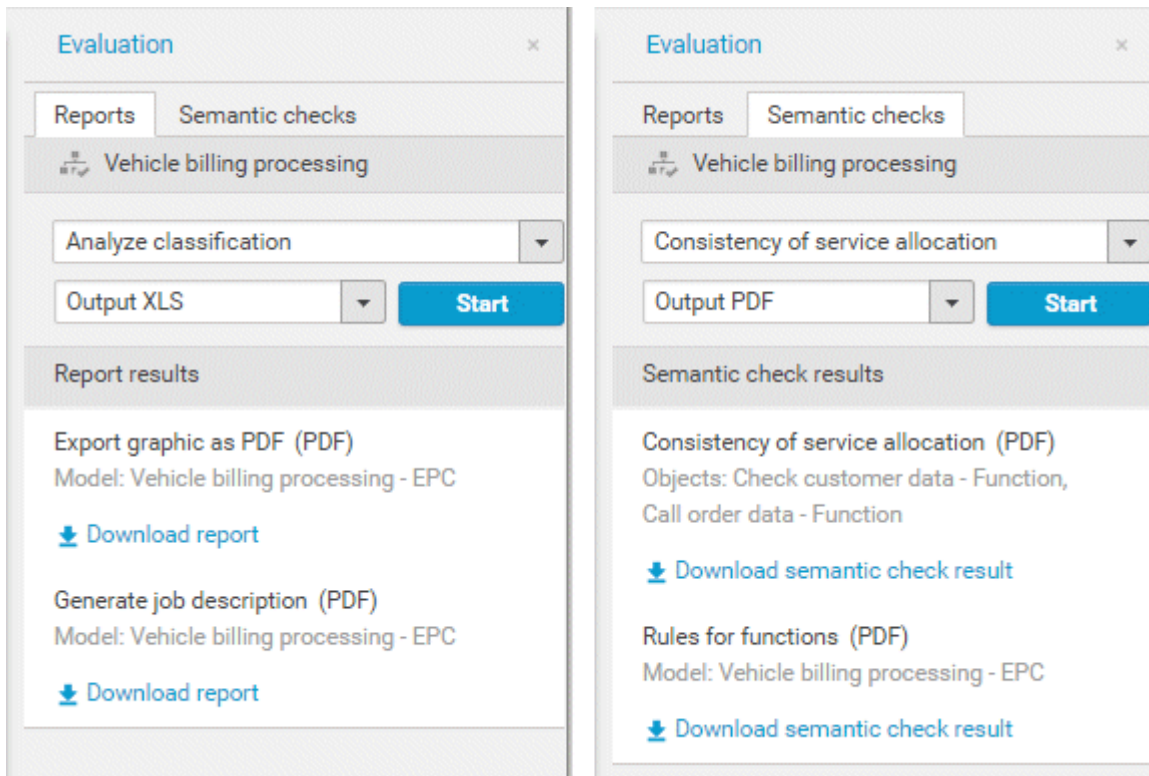 Evaluation ×
Reports Semantic checks
Vehicle billing processing
Analyze classification
Output XLS Start
Report results
Export graphic as PDF (PDF)
Model: Vehicle billing processing - EPC
Download report
Generate job description (PDF)
Model: Vehicle billing processing - EPC
Download report
Evaluation ×
Reports Semantic checks
Vehicle billing processing
Consistency of service allocation
Output PDF Start
Semantic check results
Consistency of service allocation (PDF)
Objects: Check customer data - Function,
Call order data - Function
Download semantic check result
Rules for functions (PDF)
Model: Vehicle billing processing - EPC
Download semantic check result